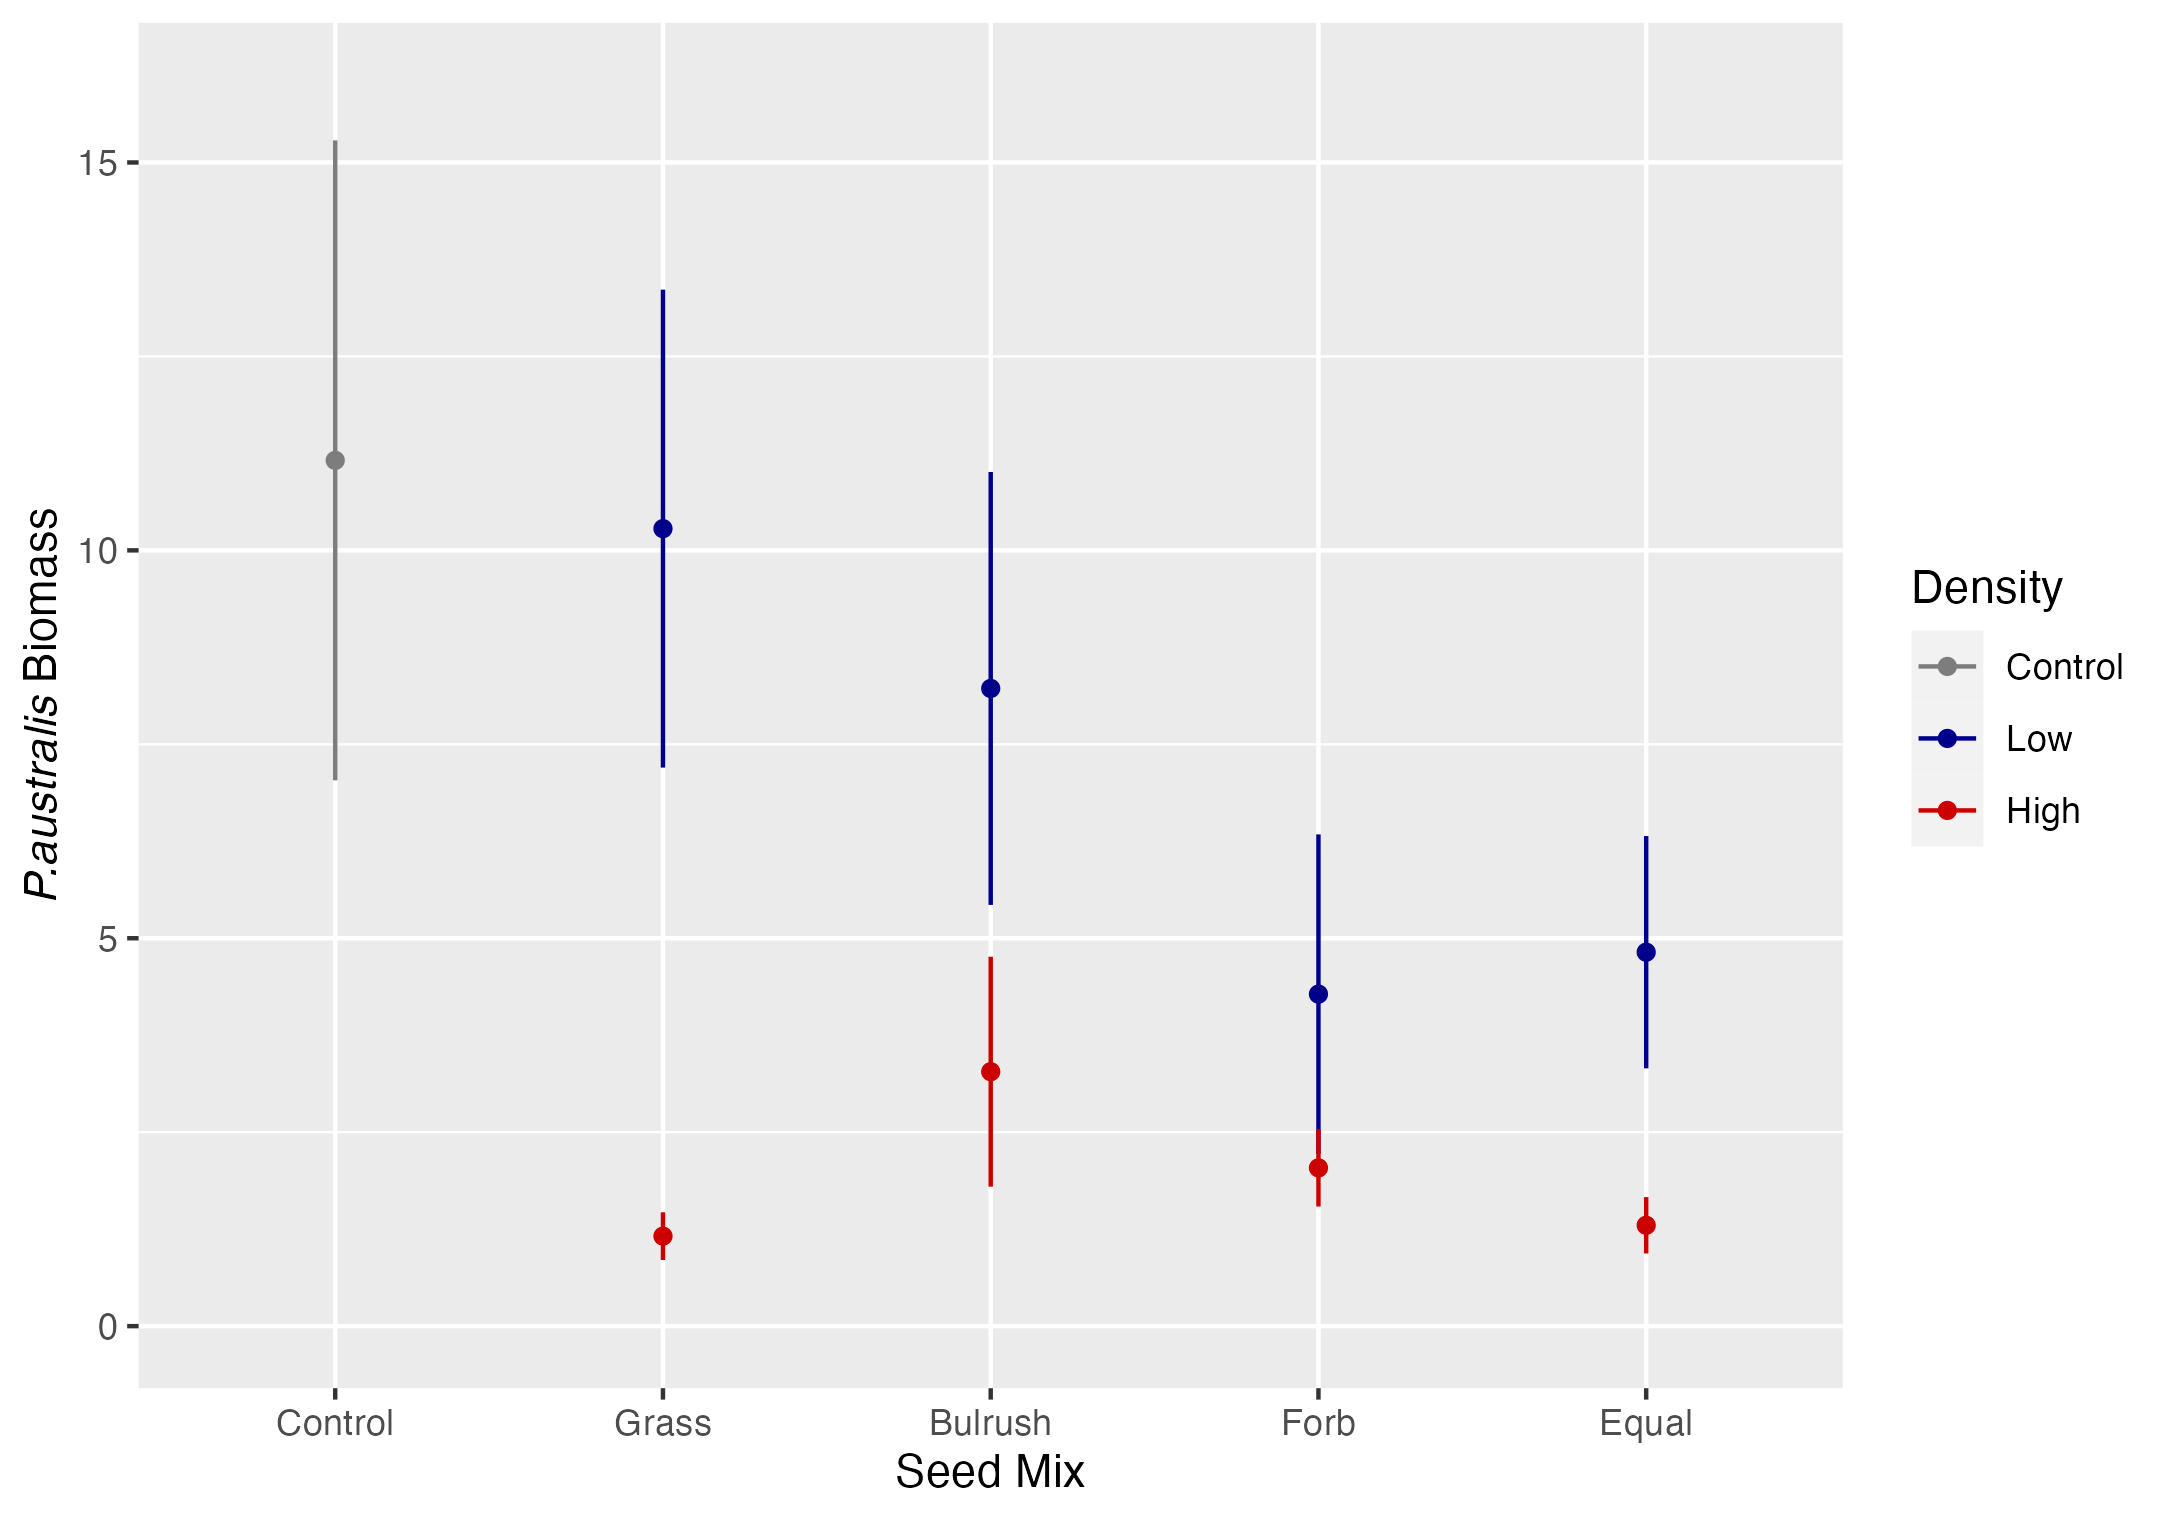 P.australis Biomass
15
10
5
0
Control
Grass
Bulrush
Forb
Equal
Seed Mix
Density
Control
Low
High